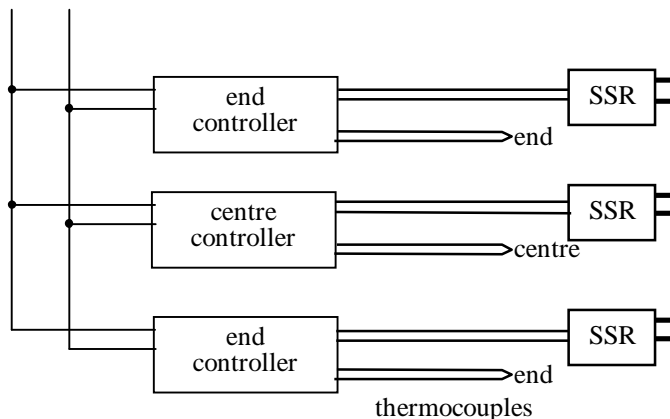 end
controller
SSR
end
centre
controller
SSR
centre
end
controller
SSR
end
thermocouples